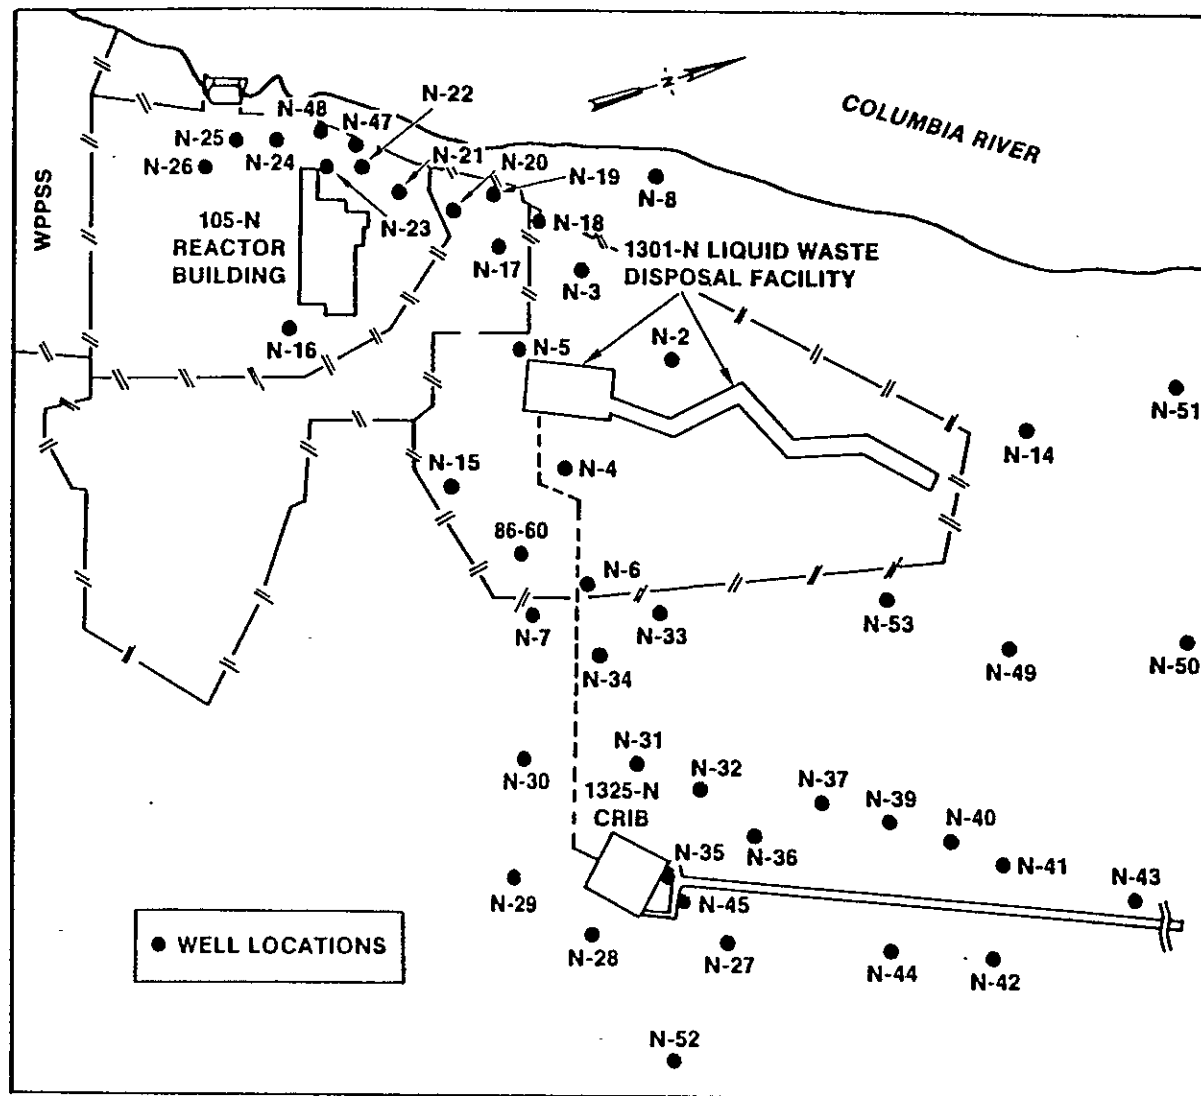 N-22
N-48
N-47
COLUMBIA RIVER
N-25
N-26
N-24
N-21
N-20
N-19
N-8
N
WPPSS
105-N
REACTOR
BUILDING
N-23
N-18
N-17
1301-N LIQUID WASTE
DISPOSAL FACILITY
N-3
N-16
N-5
N-2
N-51
N-14
N-15
N-4
86-60
N-6
N-7
N-33
N-53
N-34
N-49
N-50
N-31
N-30
N-32
N-37
1325-N
CRIB
N-39
N-40
N-36
N-35
N-41
N-43
N-29
N-45
WELL LOCATIONS
N-28
N-27
N-44
N-42
N-52